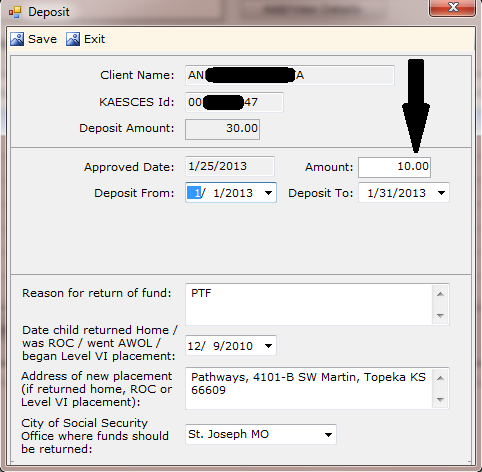 Deposit
Save Exit
Client Name: AN A
KAESCES Id: 00 47
Deposit Amount: 30.00
Approved Date: 1/25/2013 Amount: 10.00
Deposit From: 1/ 1/2013 Deposit To: 1/31/2013
Reason for return of fund: PTF
Date child returned Home /
was ROC / went AWOL /
began Level VI placement: 12/ 9/2010
Address of new placement
(if returned home, ROC or
Level VI placement):
Pathways, 4101-B SW Martin, Topeka KS
66609
City of Social Security
Office where funds should
be returned:
St. Joseph MO